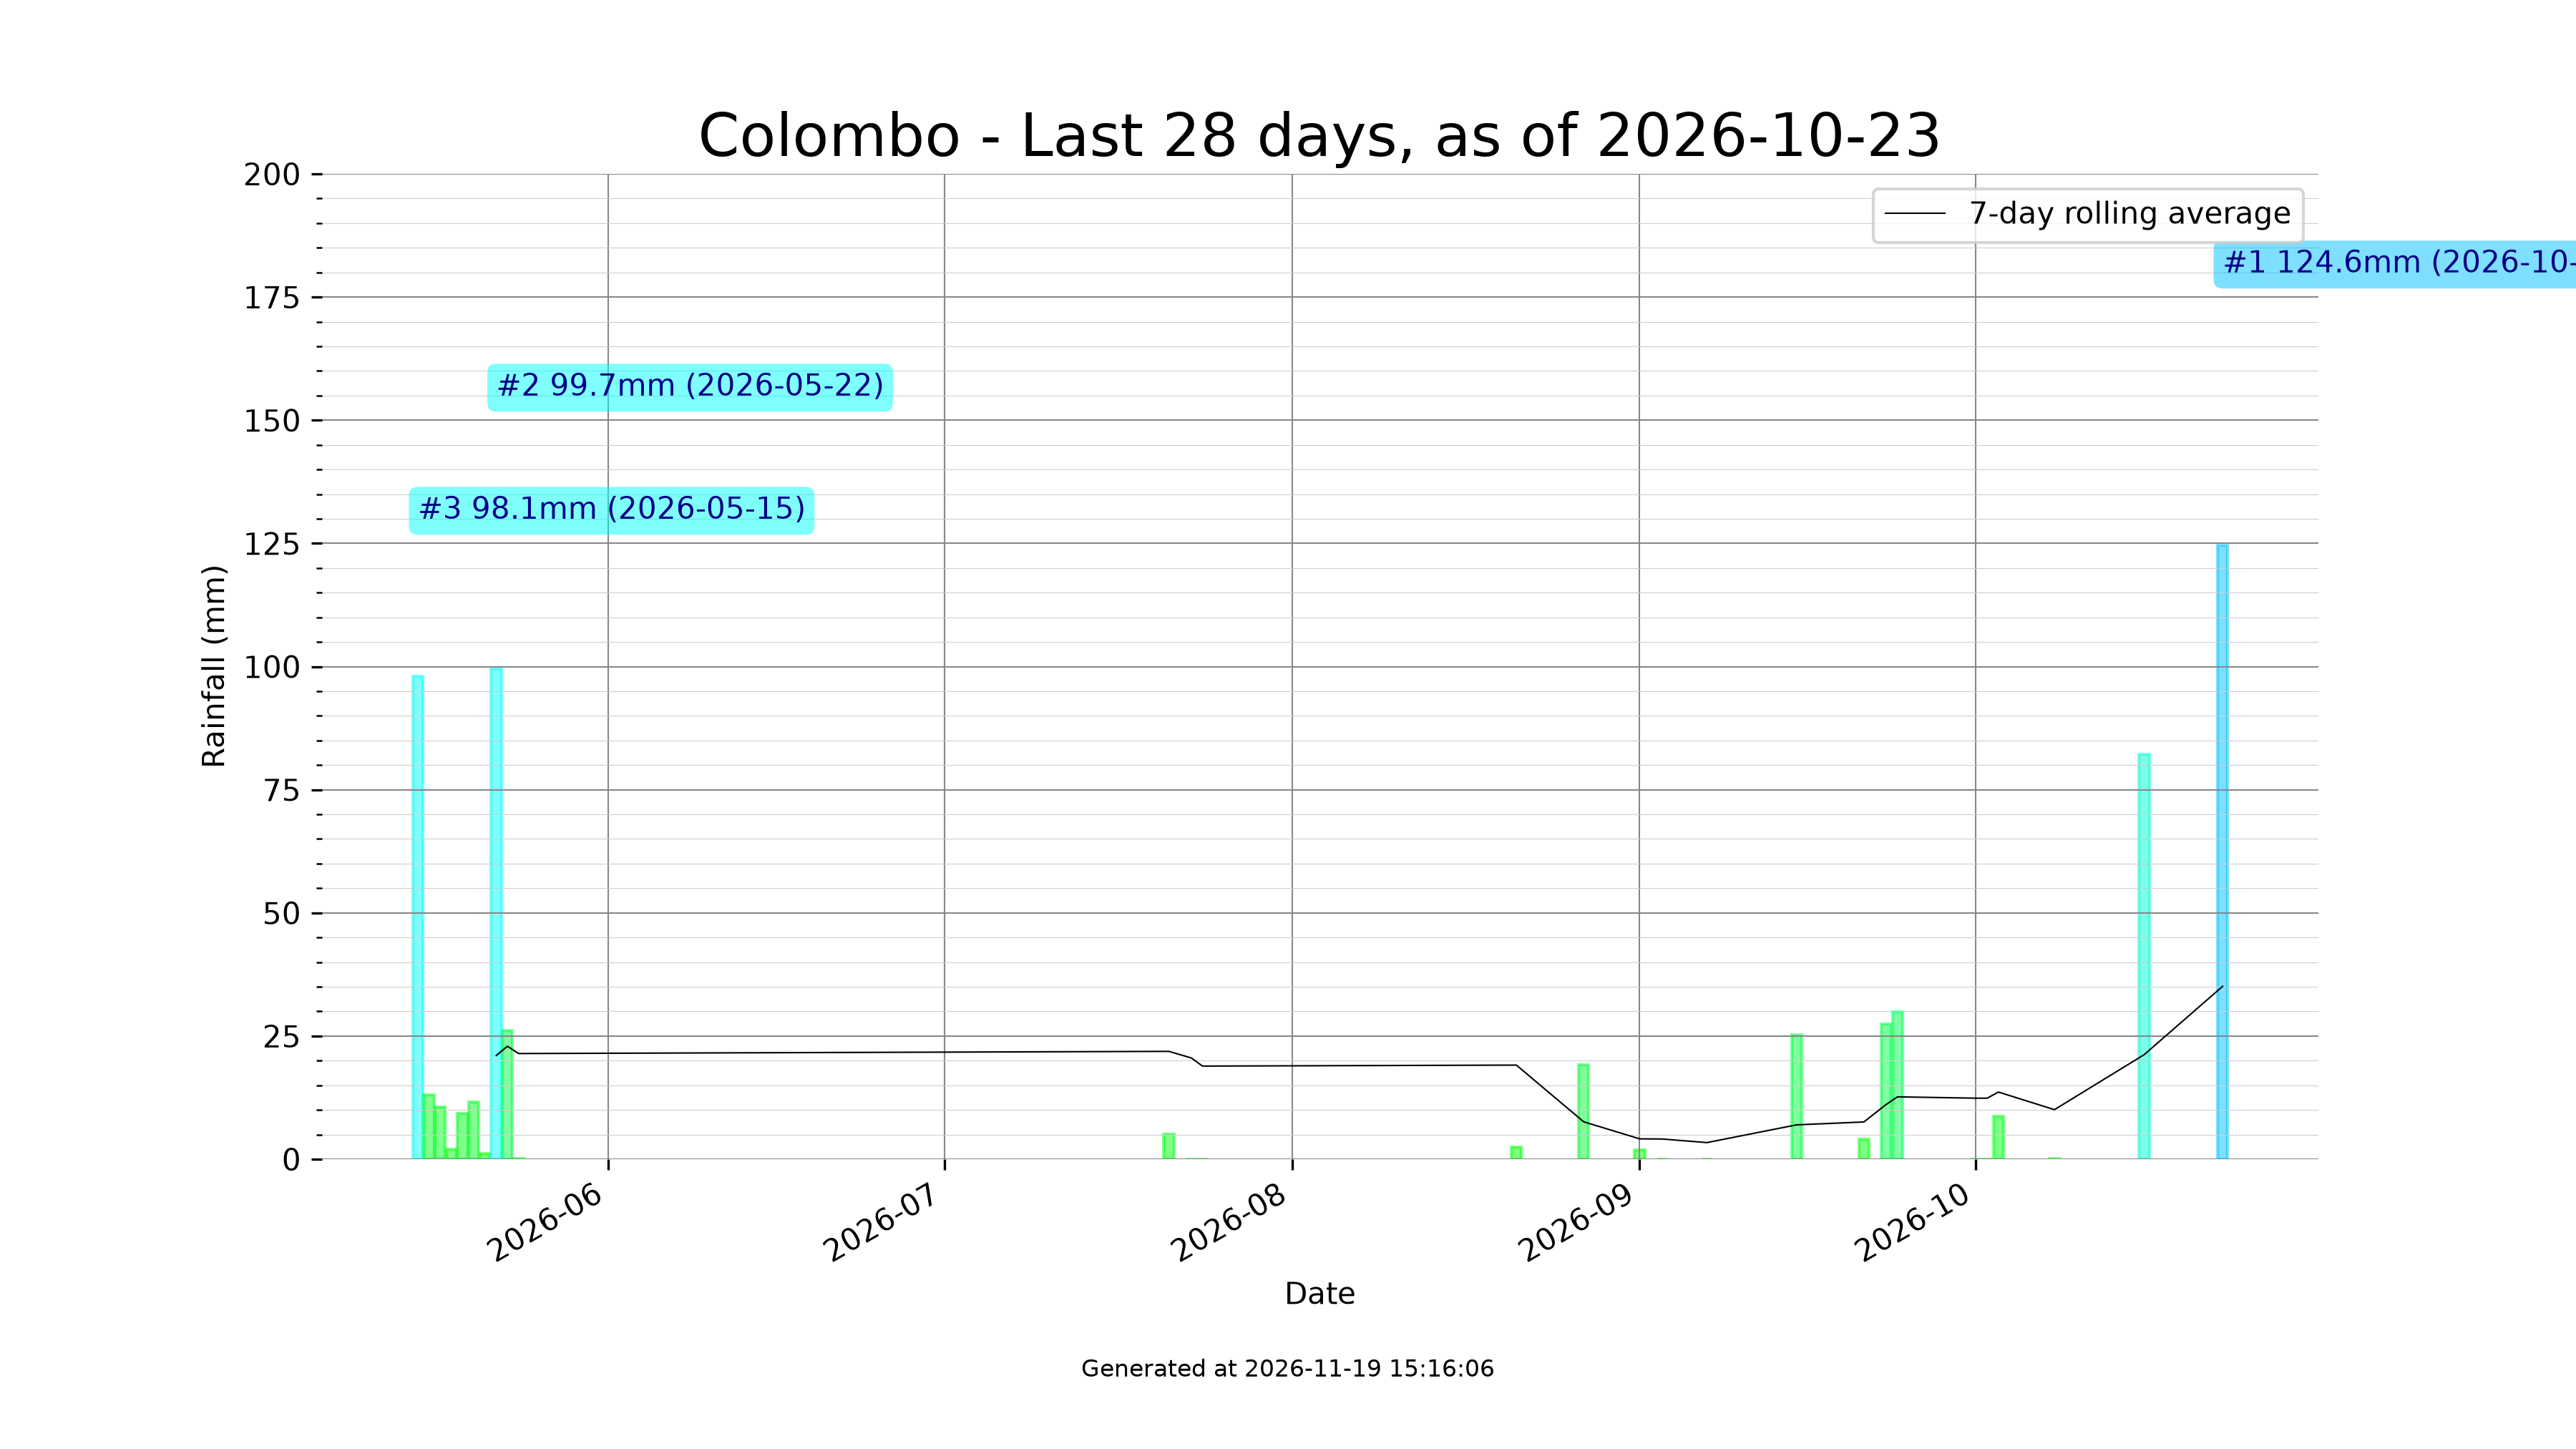 Colombo - Last 28 days, as of 2026-10-23
200
175
150
125
100
75
50
25
0
Rainfall (mm)
7-day rolling average
#1 124.6mm (2026-10-
#2 99.7mm (2026-05-22)
#3 98.1mm (2026-05-15)
2026-06
2026-07
2026-08
2026-09
2026-10
Date
Generated at 2026-11-19 15:16:06